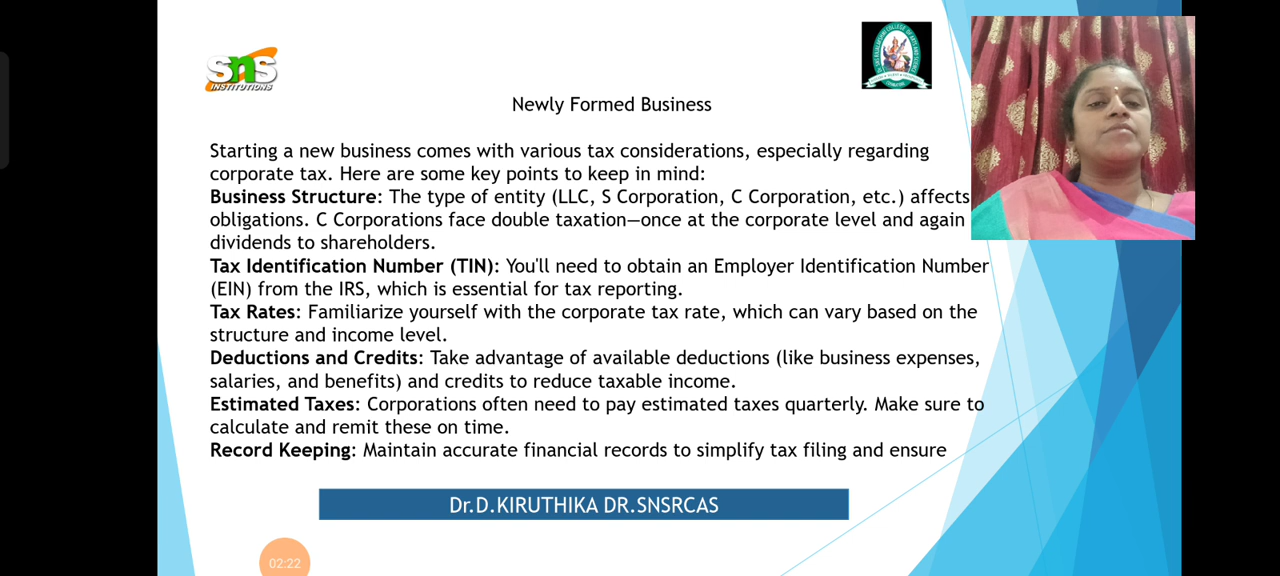 SNS
INSTITUTIONS
Newly Formed Business
Starting a new business comes with various tax considerations, especially regarding
corporate tax. Here are some key points to keep in mind:
Business Structure: The type of entity (LLC, S Corporation, C Corporation, etc.) affects
obligations. C Corporations face double taxation—once at the corporate level and again
dividends to shareholders.
Tax Identification Number (TIN): You'll need to obtain an Employer Identification Number
(EIN) from the IRS, which is essential for tax reporting.
Tax Rates: Familiarize yourself with the corporate tax rate, which can vary based on the
structure and income level.
Deductions and Credits: Take advantage of available deductions (like business expenses,
salaries, and benefits) and credits to reduce taxable income.
Estimated Taxes: Corporations often need to pay estimated taxes quarterly. Make sure to
calculate and remit these on time.
Record Keeping: Maintain accurate financial records to simplify tax filing and ensure
Dr.D.KIRUTHIKA DR.SNSRCAS
02:22